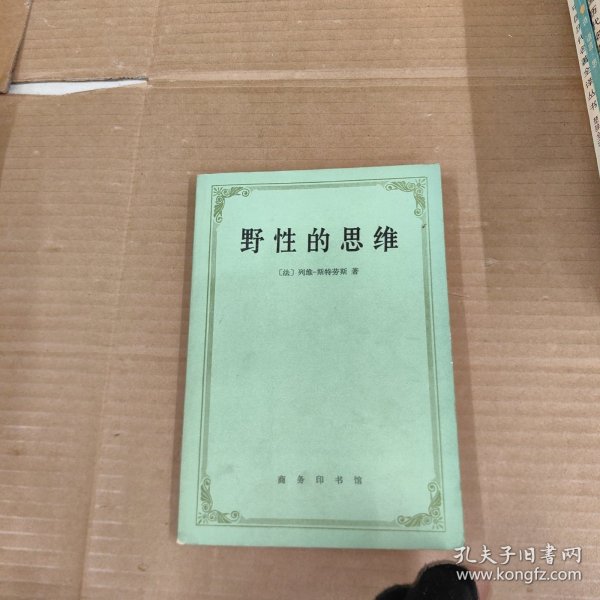 野性的思维
〔法〕列维-斯特劳斯 著
商务印书馆
孔夫子旧书网
www.kongfz.com